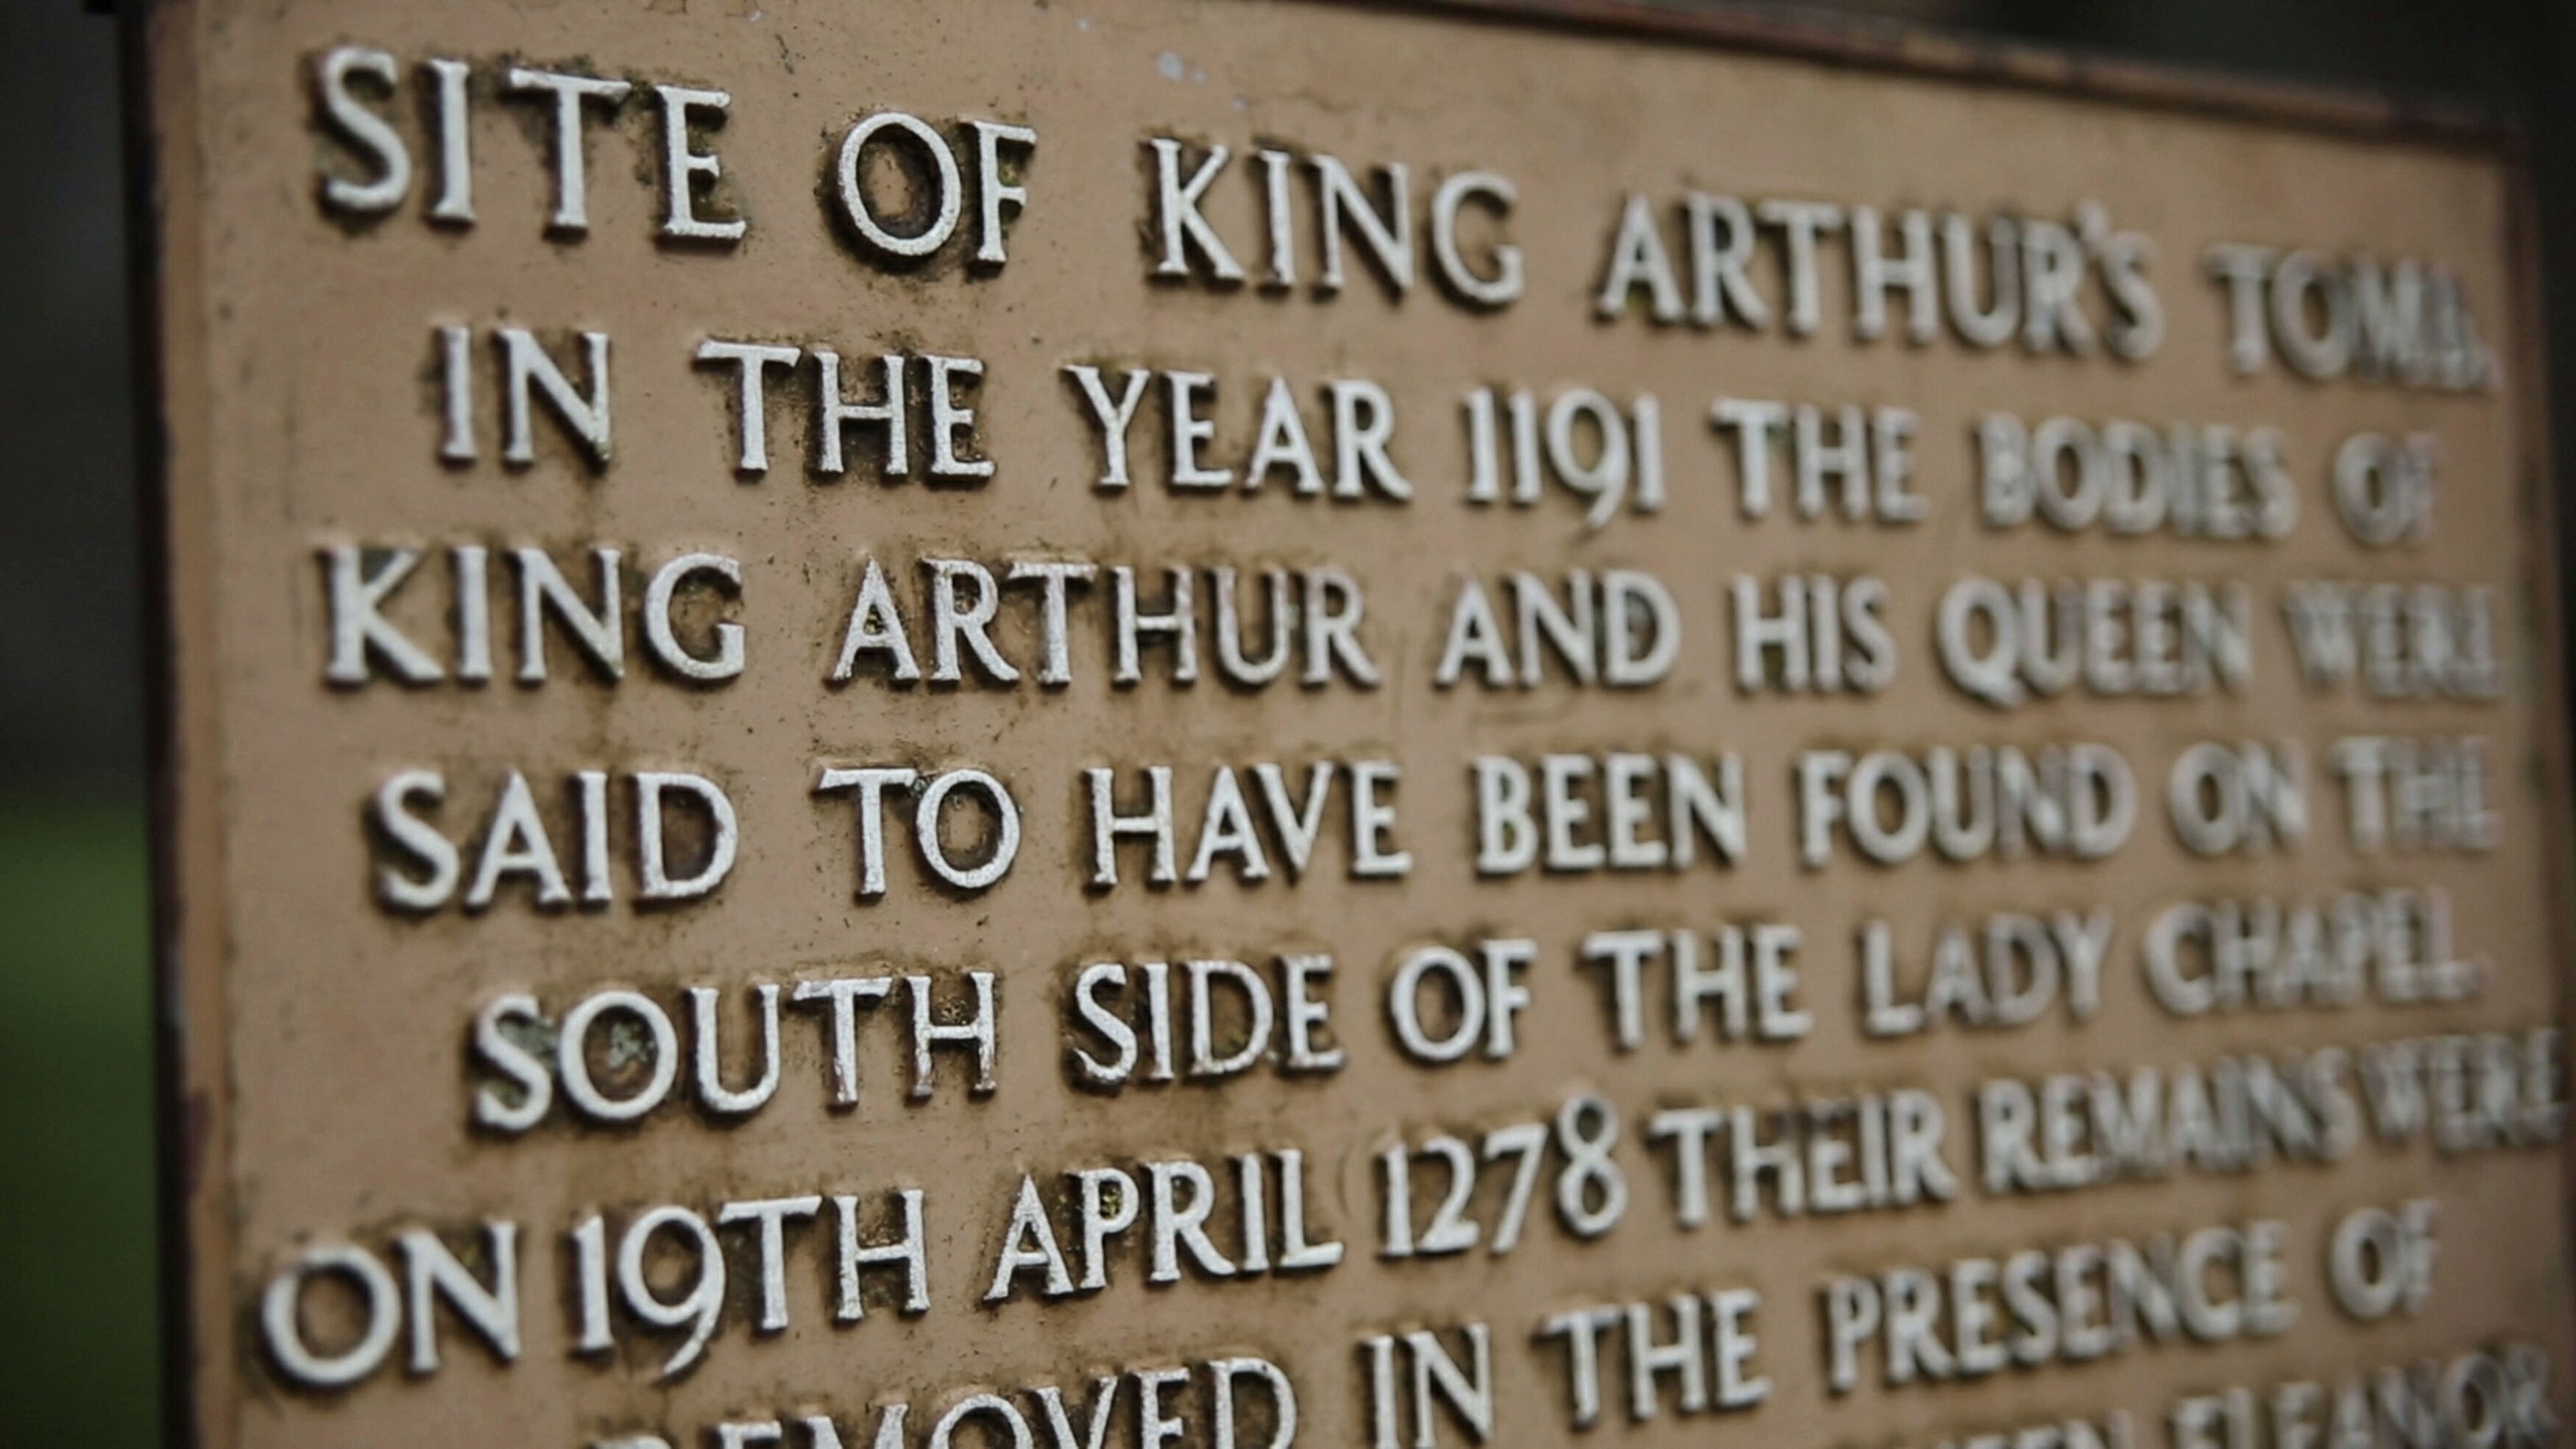 SITE OF KING ARTHUR'S TOMB.
IN THE YEAR 1191 THE BODIES OF
KING ARTHUR AND HIS QUEEN WERE
SAID TO HAVE BEEN FOUND ON THE
SOUTH SIDE OF THE LADY CHAPEL.
ON 19TH APRIL 1278 THEIR REMAINS WERE
REMOVED IN THE PRESENCE OF
ELEANOR